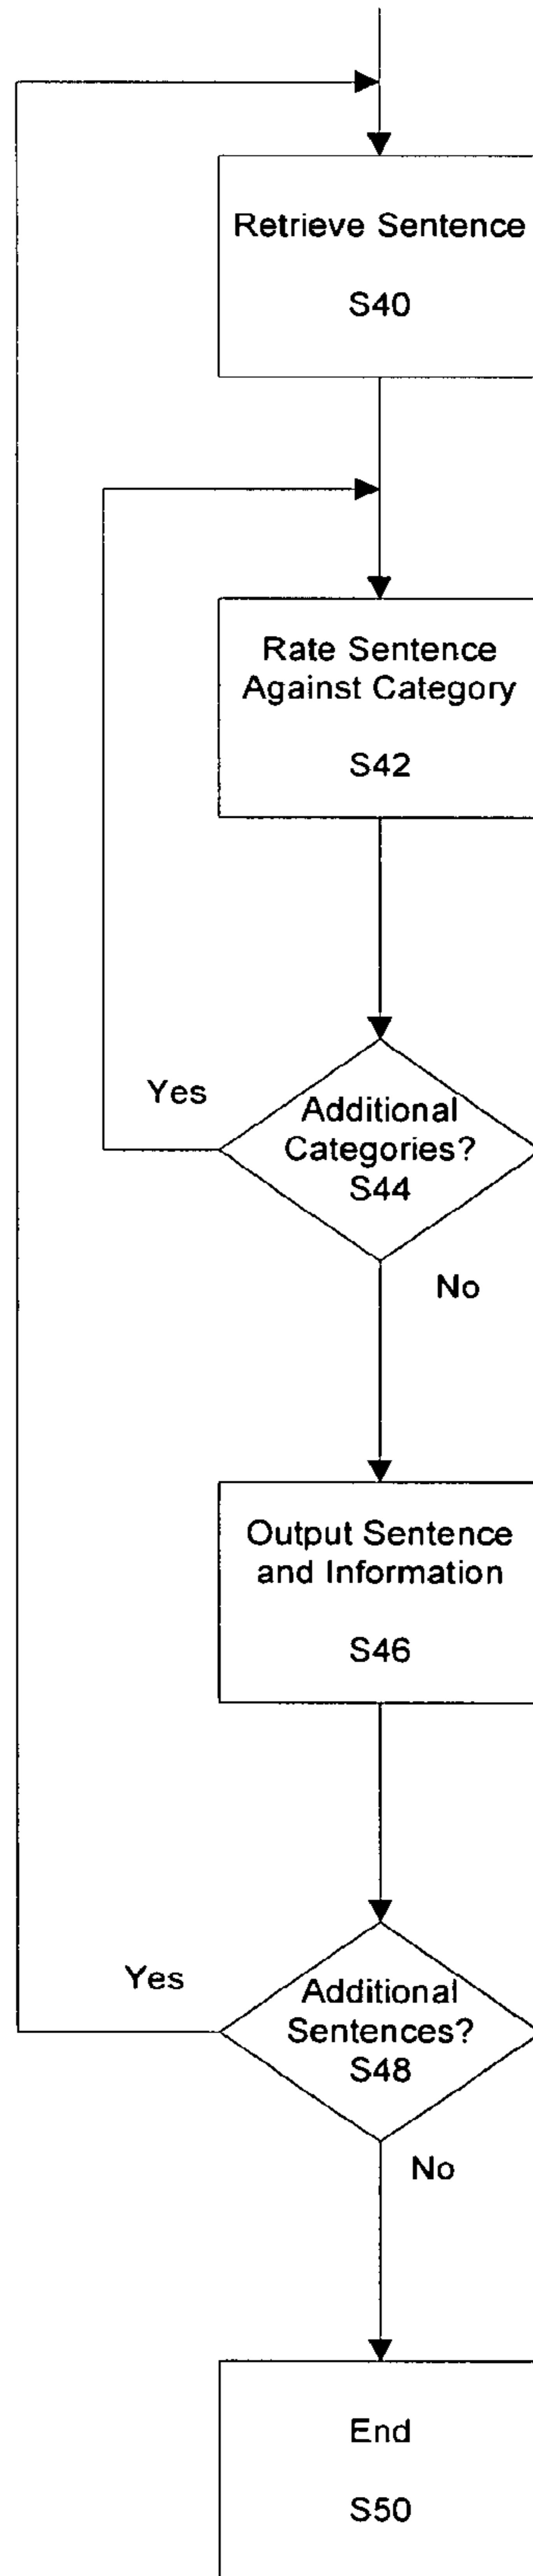 Retrieve Sentence
S40
Rate Sentence
Against Category
S42
Yes
Additional
Categories?
S44
No
Output Sentence
and Information
S46
Yes
Additional
Sentences?
S48
No
End
S50